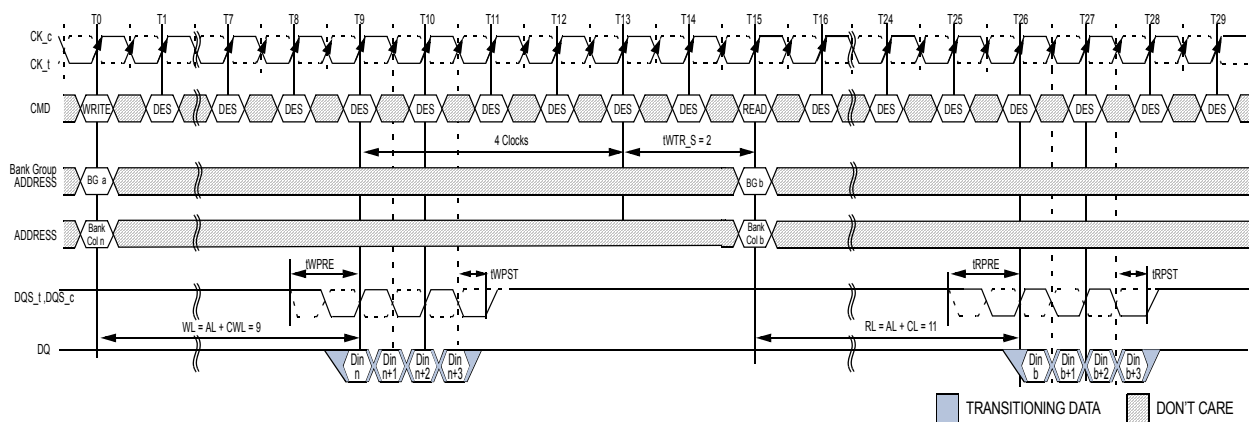 T0 T1 T7 T8 T9 T10 T11 T12 T13 T14 T15 T16 T24 T25 T26 T27 T28 T29
CK_c
CK_t
CMD WRITE DES DES DES DES DES DES DES DES DES READ DES DES DES DES DES DES DES
4 Clocks tWTR_S = 2
Bank Group
ADDRESS
BG a BG b
ADDRESS
Bank
Col n
Bank
Col b
tWPRE tWPST tRPRE tRPST
DQS_t ,DQS_c
WL = AL + CWL = 9 RL = AL + CL = 11
DQ
Din
n
Din
n+1
Din
n+2
Din
n+3
Din
b
Din
b+1
Din
b+2
Din
b+3
TRANSITIONING DATA DON'T CARE